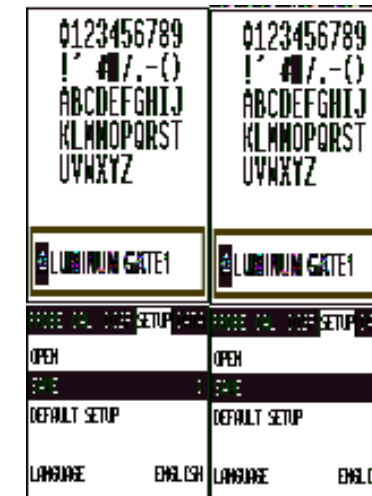 0123456789
!´ #/.-()
ABCDEFGHIJ
KLMNOPQRST
UVWXYZ
ALUMINUM GATE1
SETUP
OPEN
SAVE
DEFAULT SETUP
LANGUAGE ENGLISH
0123456789
!´ #/.-()
ABCDEFGHIJ
KLMNOPQRST
UVWXYZ
ALUMINUM GATE1
SETUP
OPEN
SAVE
DEFAULT SETUP
LANGUAGE